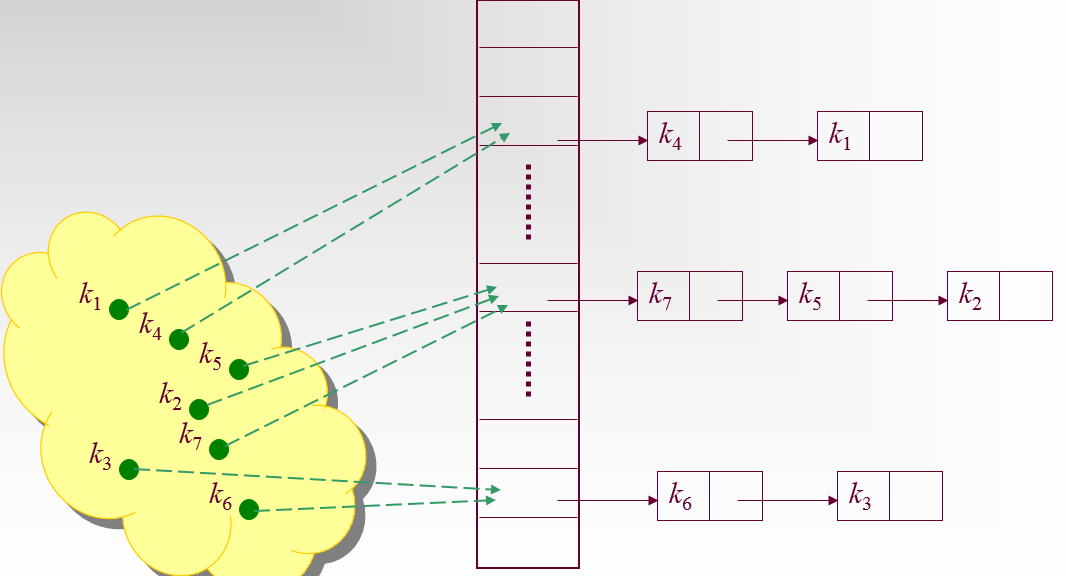 k₄ k₁
k₁
k₇ k₅ k₂
k₄
k₅
k₂
k₇
k₃
k₆
k₆ k₃